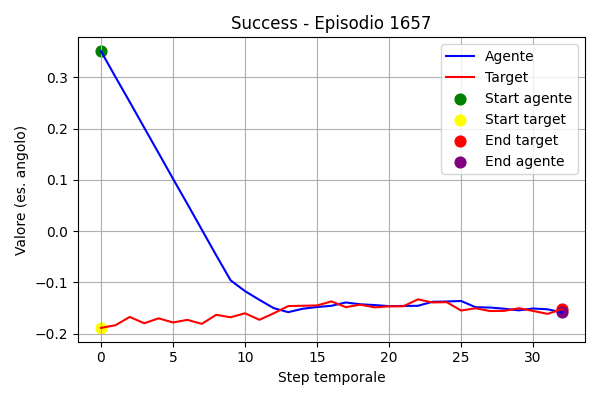 Success - Episodio 1657
Valore (es. angolo)
0.3
0.2
0.1
0.0
−0.1
−0.2
Agente
Target
Start agente
Start target
End target
End agente
0 5 10 15 20 25 30
Step temporale